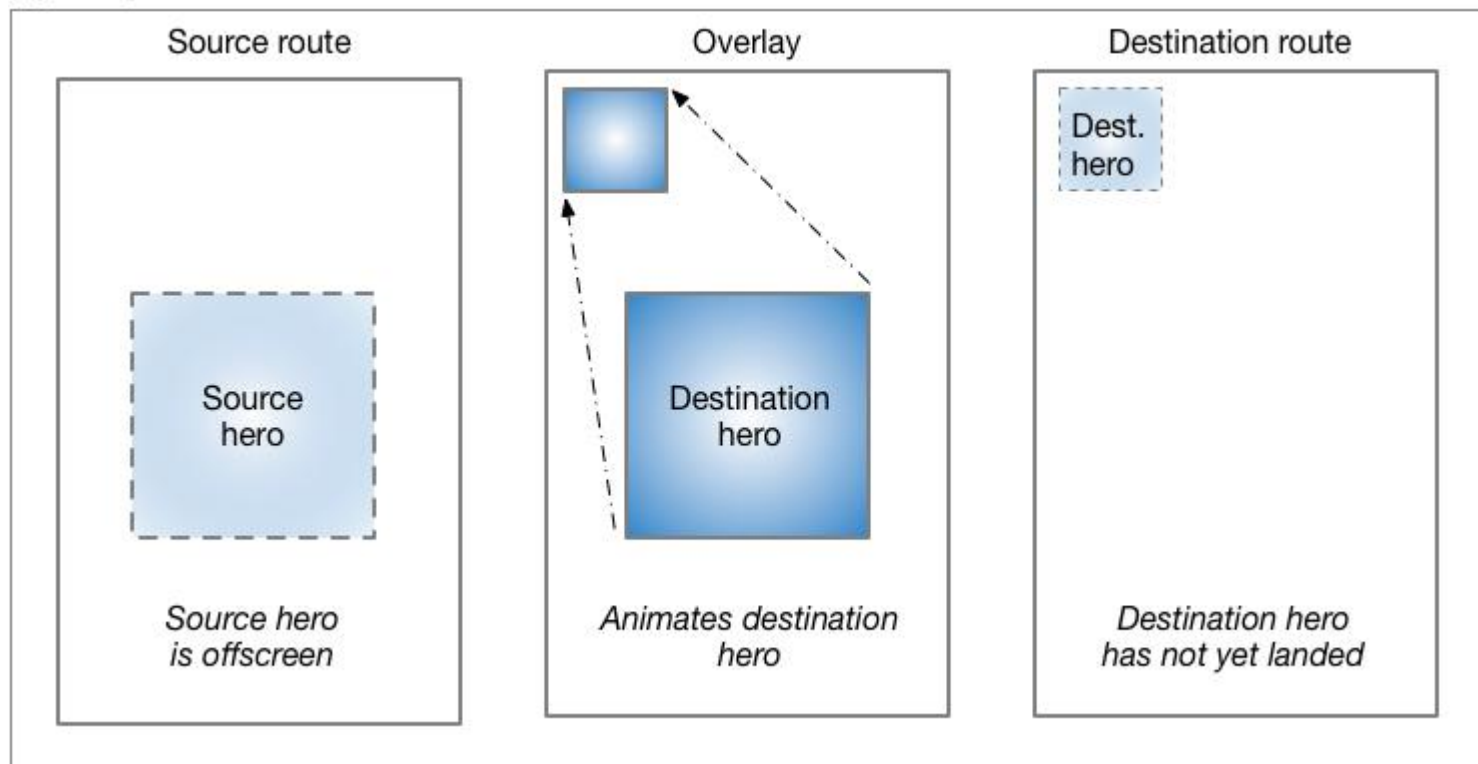 Source route
Overlay
Destination route
Dest.
hero
Source
hero
Destination
hero
Source hero
is offscreen
Animates destination
hero
Destination hero
has not yet landed